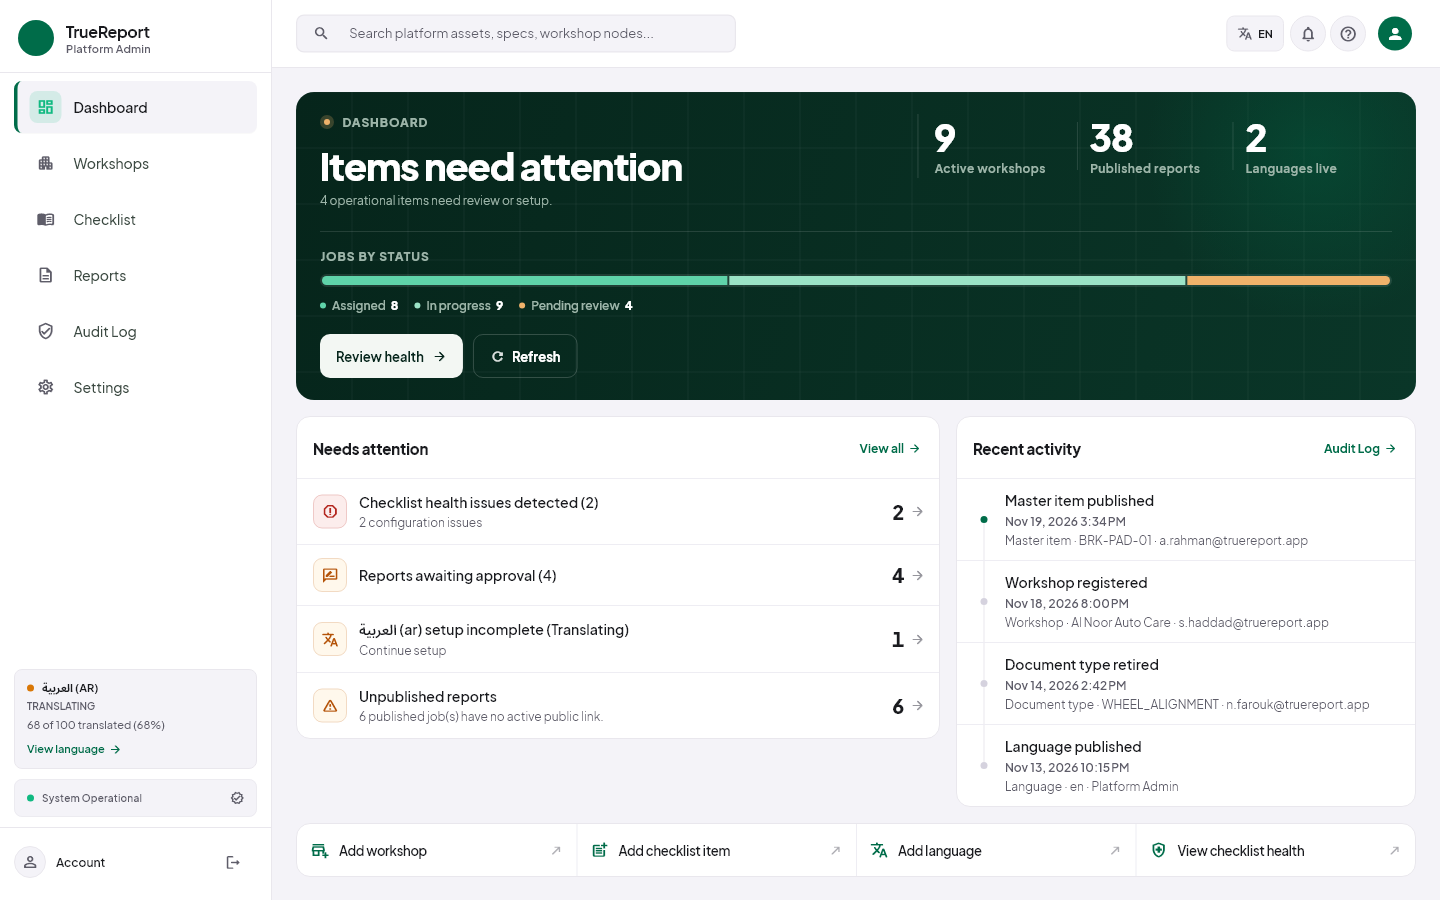 TrueReport
Platform Admin
Dashboard
Workshops
Checklist
Reports
Audit Log
Settings
العربية (AR)
TRANSLATING
68 of 100 translated (68%)
View language
System Operational
Account
Search platform assets, specs, workshop nodes...
EN
DASHBOARD
Items need attention
4 operational items need review or setup.
9
Active workshops
38
Published reports
2
Languages live
JOBS BY STATUS
Assigned 8
In progress 9
Pending review 4
Review health
Refresh
Needs attention
View all
Checklist health issues detected (2)
2 configuration issues
2
Reports awaiting approval (4)
4
العربية (ar) setup incomplete (Translating)
Continue setup
1
Unpublished reports
6 published job(s) have no active public link.
6
Recent activity
Audit Log
Master item published
Nov 19, 2026 3:34 PM
Master item · BRK-PAD-01 · a.rahman@truereport.app
Workshop registered
Nov 18, 2026 8:00 PM
Workshop · Al Noor Auto Care · s.haddad@truereport.app
Document type retired
Nov 14, 2026 2:42 PM
Document type · WHEEL_ALIGNMENT · n.farouk@truereport.app
Language published
Nov 13, 2026 10:15 PM
Language · en · Platform Admin
Add workshop
Add checklist item
Add language
View checklist health